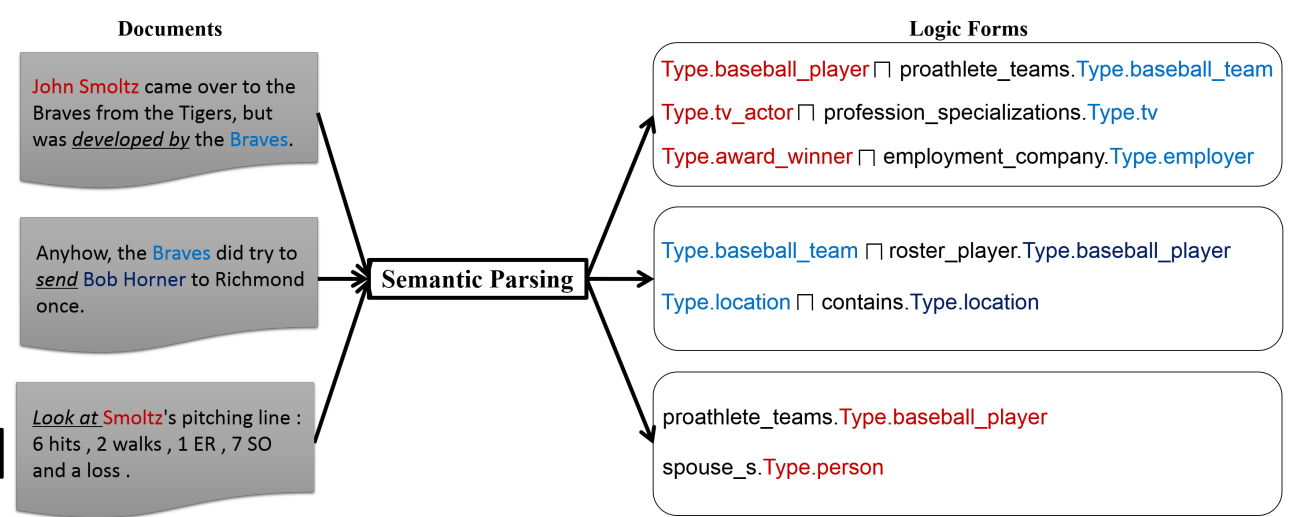 Documents
John Smoltz came over to the
Braves from the Tigers, but
was developed by the Braves.
Anyhow, the Braves did try to
send Bob Horner to Richmond
once.
Look at Smoltz's pitching line :
6 hits , 2 walks , 1 ER , 7 SO
and a loss .
Semantic Parsing
Logic Forms
Type.baseball_player ⊓ proathlete_teams.Type.baseball_team
Type.tv_actor ⊓ profession_specializations.Type.tv
Type.award_winner ⊓ employment_company.Type.employer
Type.baseball_team ⊓ roster_player.Type.baseball_player
Type.location ⊓ contains.Type.location
proathlete_teams.Type.baseball_player
spouse_s.Type.person